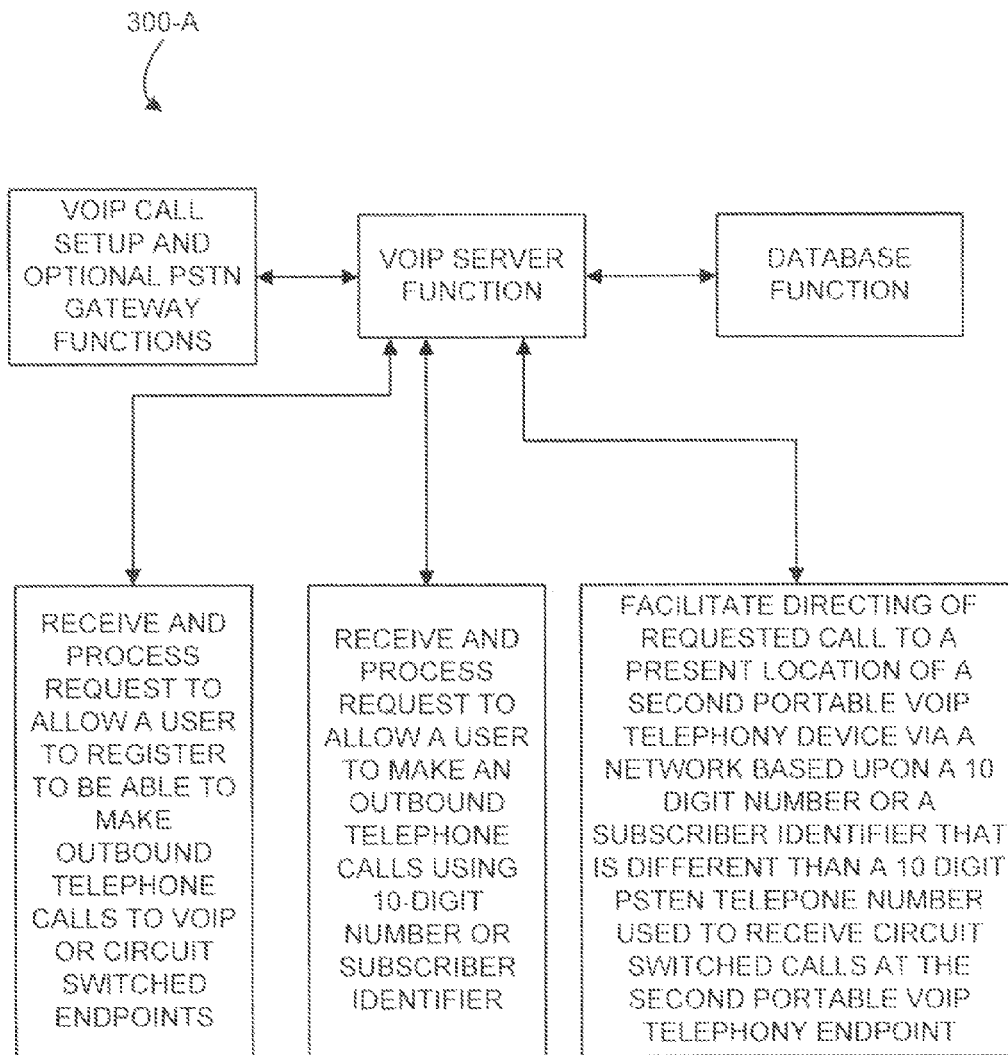 300-A
VOIP CALL
SETUP AND
OPTIONAL PSTN
GATEWAY
FUNCTIONS
VOIP SERVER
FUNCTION
DATABASE
FUNCTION
RECEIVE AND
PROCESS
REQUEST TO
ALLOW A USER
TO REGISTER
TO BE ABLE TO
MAKE
OUTBOUND
TELEPHONE
CALLS TO VOIP
OR CIRCUIT
SWITCHED
ENDPOINTS
RECEIVE AND
PROCESS
REQUEST TO
ALLOW A USER
TO MAKE AN
OUTBOUND
TELEPHONE
CALLS USING
10-DIGIT
NUMBER OR
SUBSCRIBER
IDENTIFIER
FACILITATE DIRECTING OF
REQUESTED CALL TO A
PRESENT LOCATION OF A
SECOND PORTABLE VOIP
TELEPHONY DEVICE VIA A
NETWORK BASED UPON A 10
DIGIT NUMBER OR A
SUBSCRIBER IDENTIFIER THAT
IS DIFFERENT THAN A 10 DIGIT
PSTEN TELEPONE NUMBER
USED TO RECEIVE CIRCUIT
SWITCHED CALLS AT THE
SECOND PORTABLE VOIP
TELEPHONY ENDPOINT